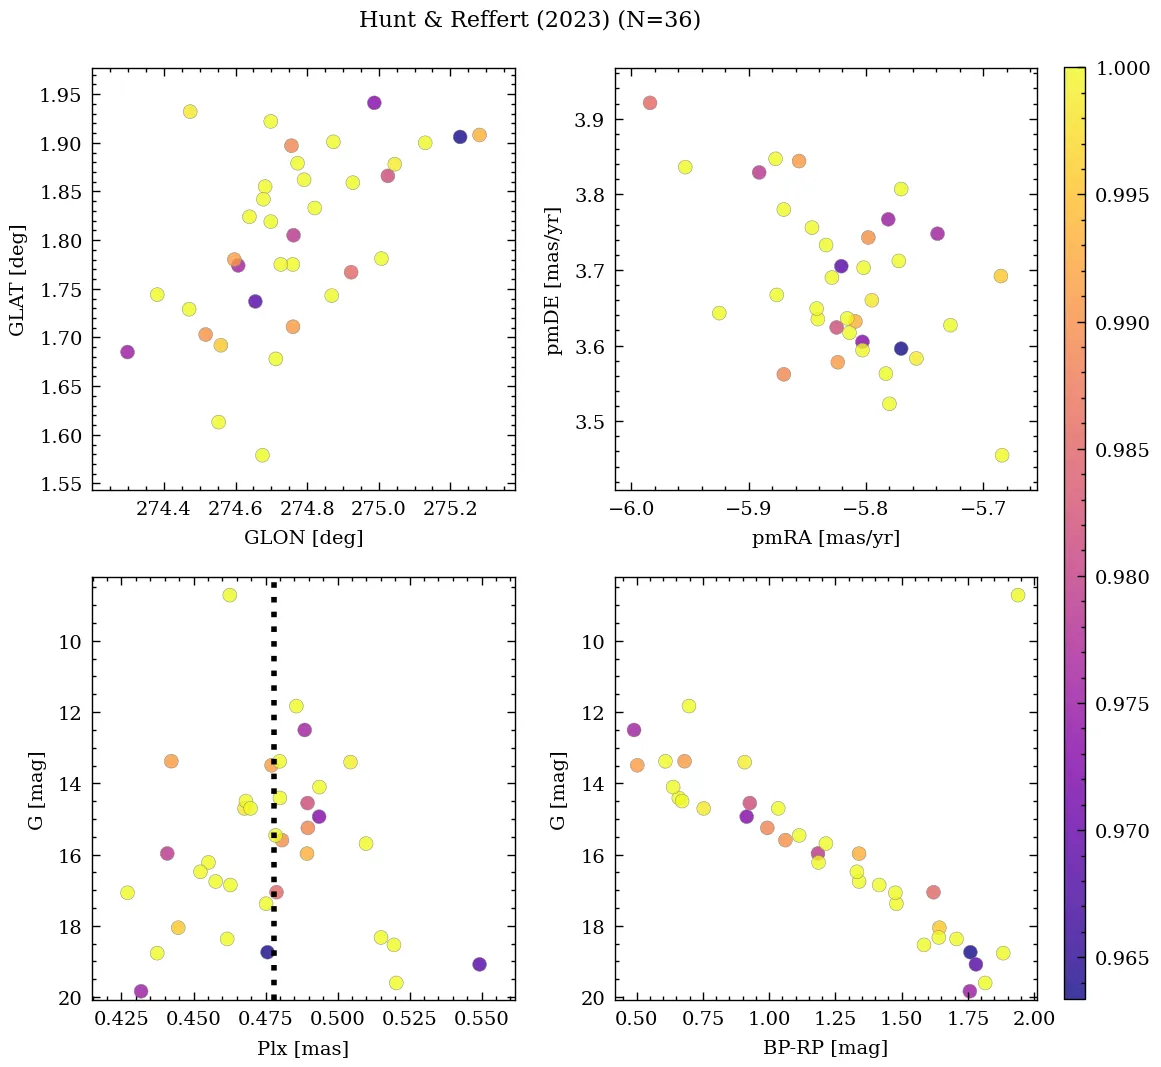 Hunt & Reffert (2023) (N=36)
1.95
1.90
1.85
1.80
1.75
1.70
1.65
1.60
1.55
GLAT [deg]
274.4 274.6 274.8 275.0 275.2
GLON [deg]
3.9
3.8
3.7
3.6
3.5
pmDE [mas/yr]
−6.0 −5.9 −5.8 −5.7
pmRA [mas/yr]
10
12
14
16
18
20
G [mag]
0.425 0.450 0.475 0.500 0.525 0.550
Plx [mas]
10
12
14
16
18
20
G [mag]
0.50 0.75 1.00 1.25 1.50 1.75 2.00
BP-RP [mag]
1.000
0.995
0.990
0.985
0.980
0.975
0.970
0.965